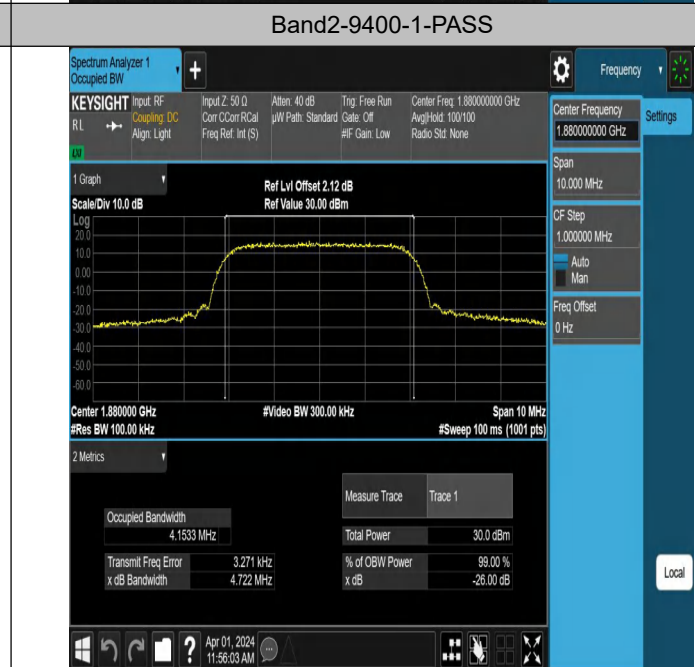 Band2-9400-1-PASS
Spectrum Analyzer 1
Occupied BW
+
Frequency
KEYSIGHT Input: RF Input Z: 50 Ω Atten: 40 dB Trig: Free Run Center Freq: 1.880000000 GHz
RL Coupling: DC Corr CCorr RCal µW Path: Standard Gate: Off Avg|Hold: 100/100
Align: Light Freq Ref: Int (S) #IF Gain: Low Radio Std: None
LXI
Center Frequency
1.880000000 GHz
Settings
Span
10.000 MHz
CF Step
1.000000 MHz
Auto
Man
Freq Offset
0 Hz
1 Graph
Ref Lvl Offset 2.12 dB
Scale/Div 10.0 dB Ref Value 30.00 dBm
Log
20.0
10.0
0.00
-10.0
-20.0
-30.0
-40.0
-50.0
-60.0
Center 1.880000 GHz #Video BW 300.00 kHz Span 10 MHz
#Res BW 100.00 kHz #Sweep 100 ms (1001 pts)
2 Metrics
Measure Trace Trace 1
Occupied Bandwidth
4.1533 MHz
Total Power 30.0 dBm
Transmit Freq Error 3.271 kHz % of OBW Power 99.00 %
x dB Bandwidth 4.722 MHz x dB -26.00 dB
Local
? Apr 01, 2024
11:56:03 AM